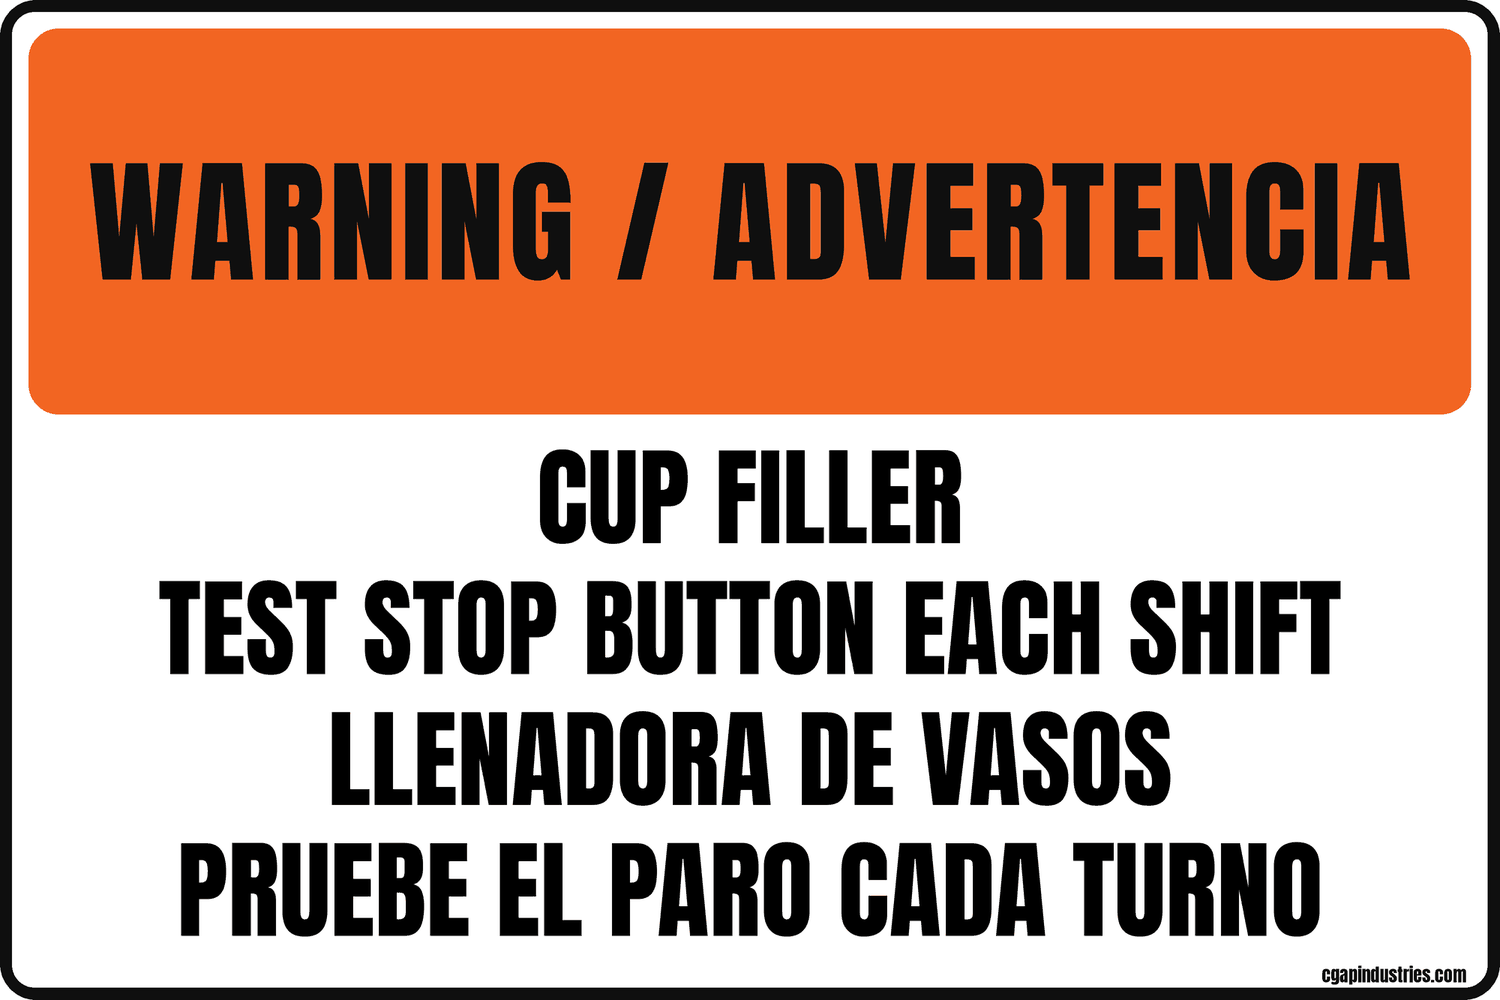 WARNING / ADVERTENCIA
CUP FILLER
TEST STOP BUTTON EACH SHIFT
LLENADORA DE VASOS
PRUEBE EL PARO CADA TURNO
cgapindustries.com